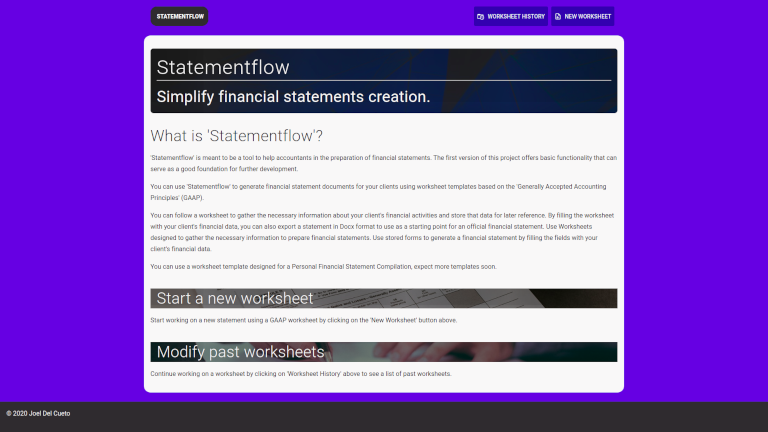 STATEMENTFLOW
WORKSHEET HISTORY
NEW WORKSHEET
Statementflow
Simplify financial statements creation.
What is 'Statementflow'?
'Statementflow' is meant to be a tool to help accountants in the preparation of financial statements. The first version of this project offers basic functionality that can
serve as a good foundation for further development.
You can use 'Statementflow' to generate financial statement documents for your clients using worksheet templates based on the 'Generally Accepted Accounting
Principles' (GAAP).
You can follow a worksheet to gather the necessary information about your client's financial activities and store that data for later reference. By filling the worksheet
with your client's financial data, you can also export a statement in Docx format to use as a starting point for an official financial statement. Use Worksheets
designed to gather the necessary information to prepare financial statements. Use stored forms to generate a financial statement by filling the fields with your
client's financial data.
You can use a worksheet template designed for a Personal Financial Statement Compilation, expect more templates soon.
Start a new worksheet
Start working on a new statement using a GAAP worksheet by clicking on the 'New Worksheet' button above.
Modify past worksheets
Continue working on a worksheet by clicking on 'Worksheet History' above to see a list of past worksheets.
© 2020 Joel Del Cueto